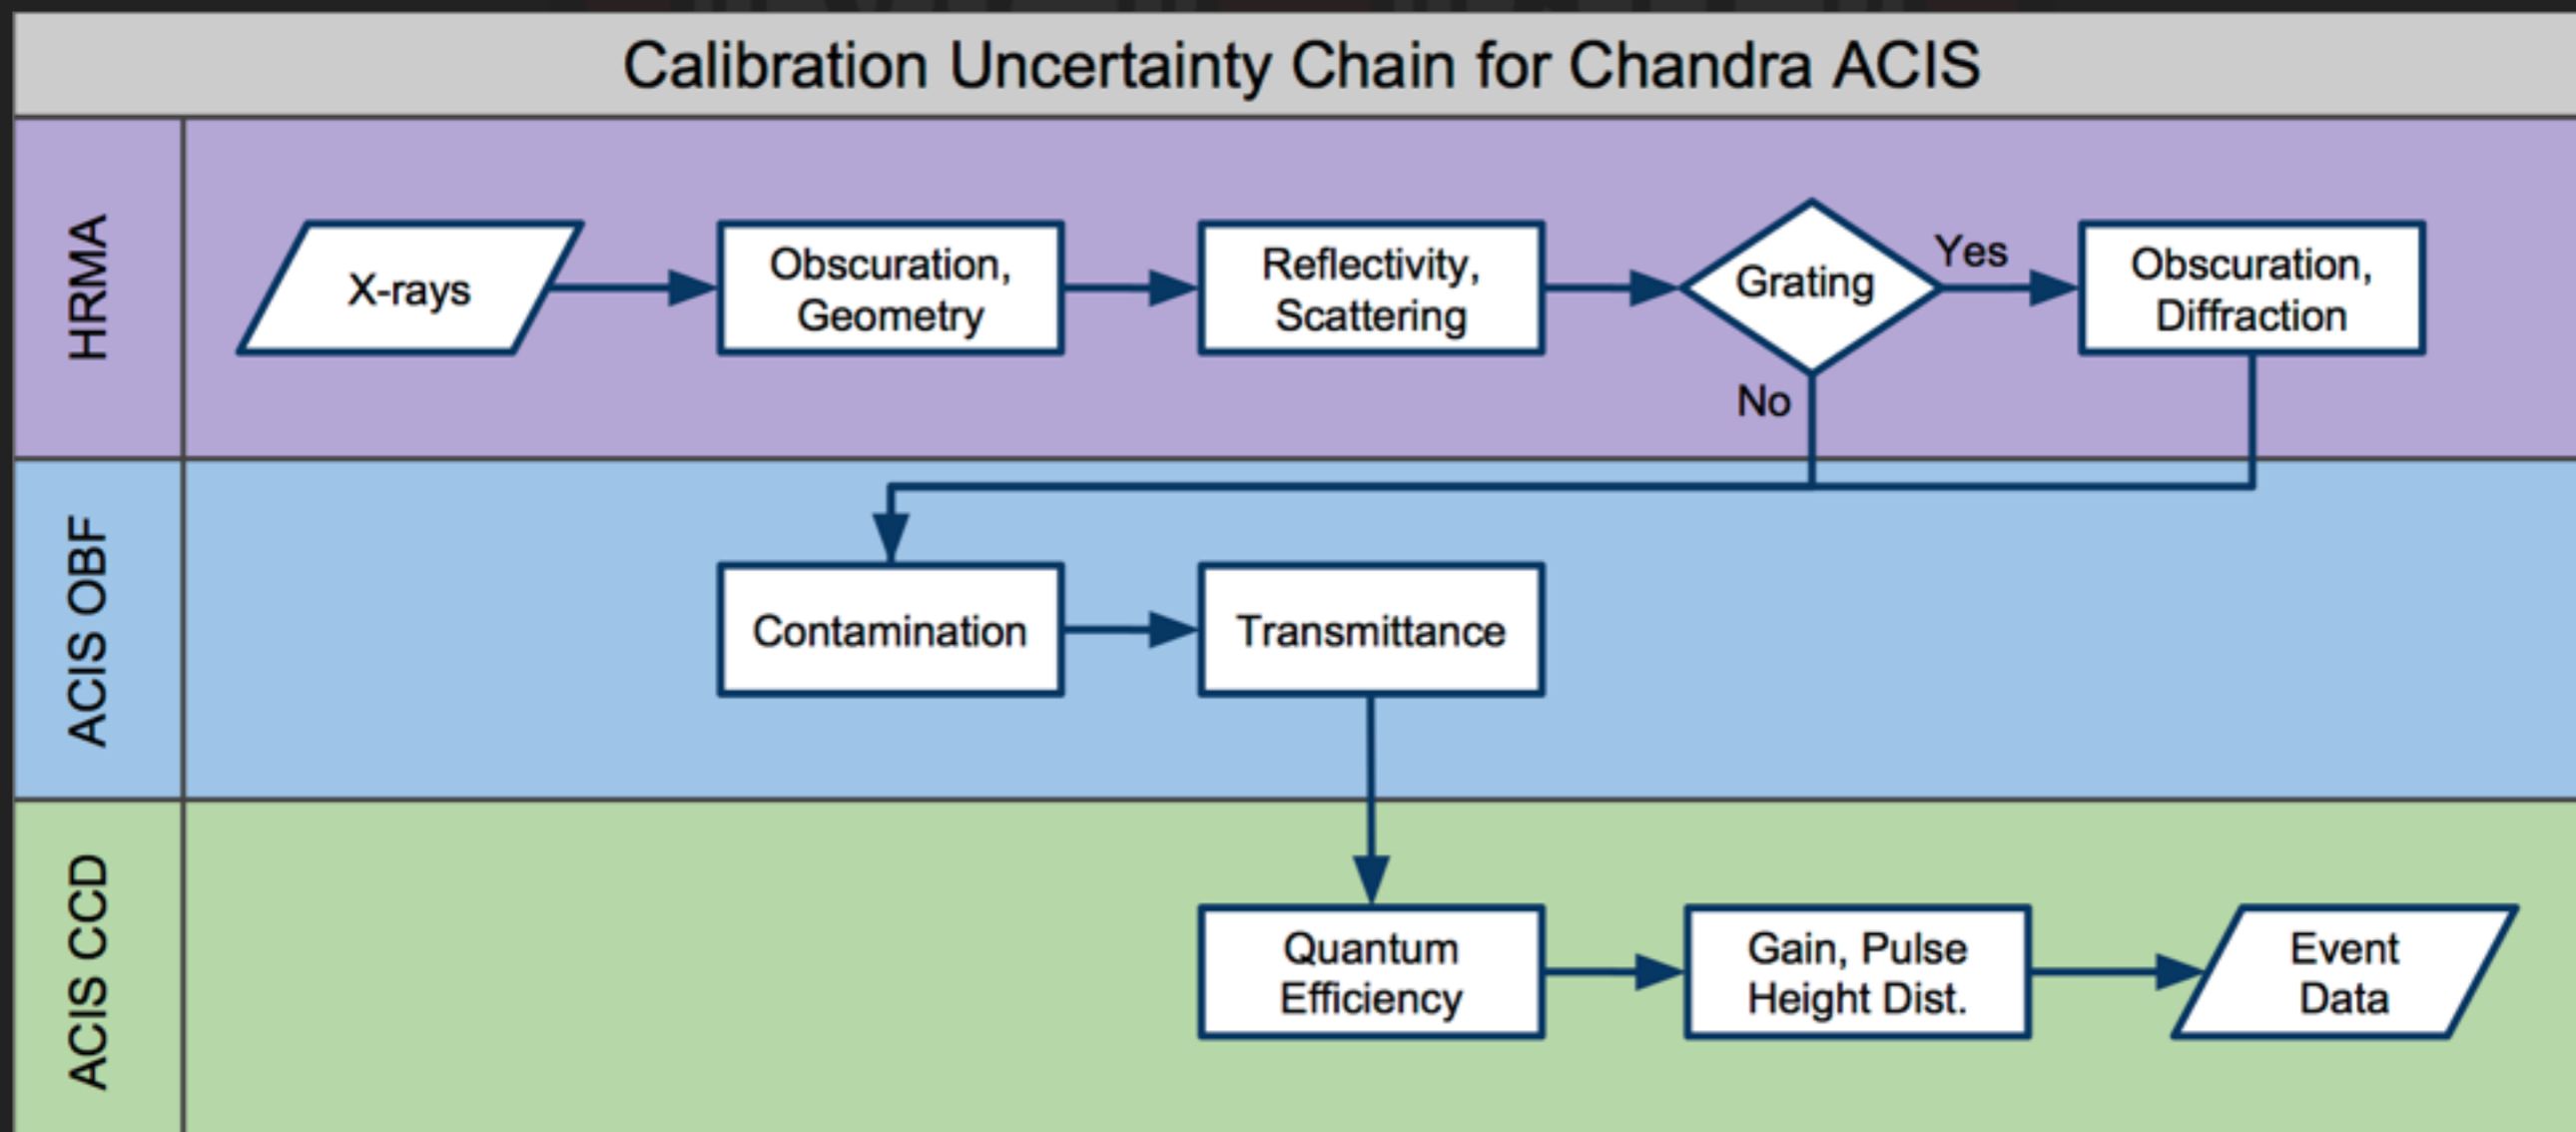 Calibration Uncertainty Chain for Chandra ACIS
HRMA
X-rays
Obscuration,
Geometry
Reflectivity,
Scattering
Grating
Yes
No
Obscuration,
Diffraction
ACIS OBF
Contamination
Transmittance
ACIS CCD
Quantum
Efficiency
Gain, Pulse
Height Dist.
Event
Data